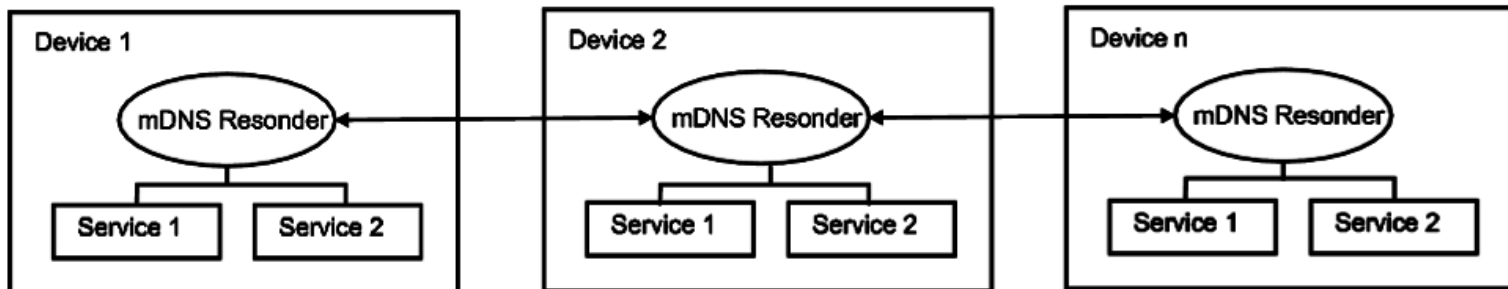 Device 1
Device 2
Device n
mDNS Resonder
mDNS Resonder
mDNS Resonder
Service 1
Service 2
Service 1
Service 2
Service 1
Service 2